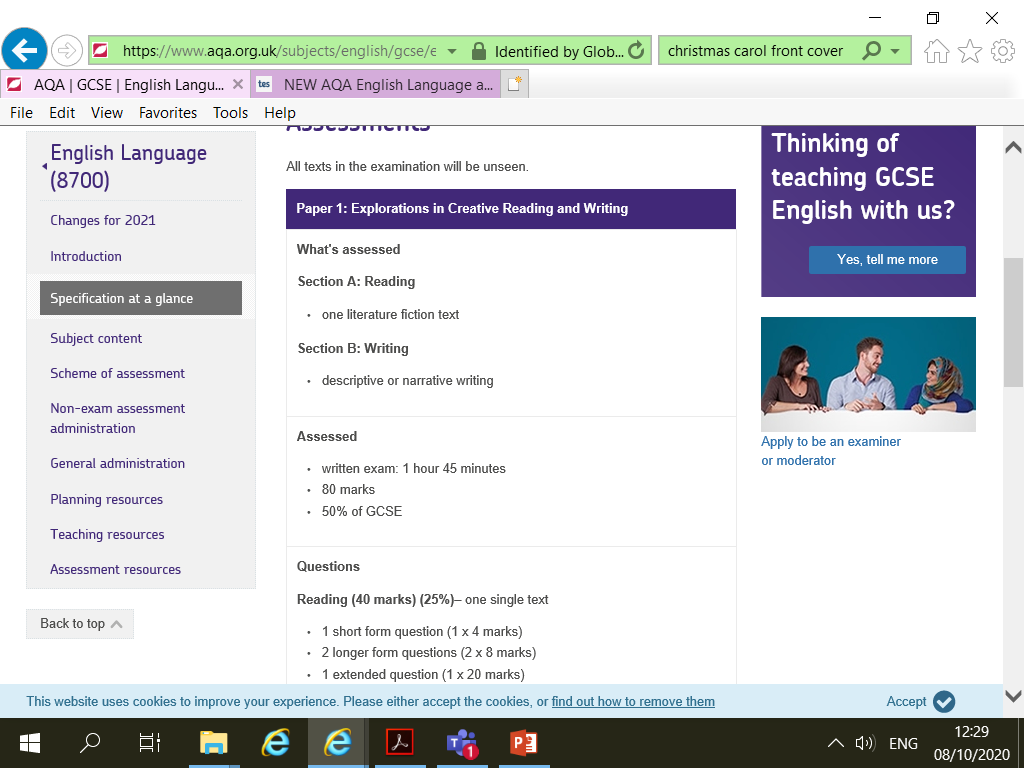 https://www.aqa.org.uk/subjects/english/gcse/e
Identified by Glob...
christmas carol front cover
AQA | GCSE | English Langu...
tes
NEW AQA English Language a...
File Edit View Favorites Tools Help
English Language
(8700)
Changes for 2021
Introduction
Specification at a glance
Subject content
Scheme of assessment
Non-exam assessment
administration
General administration
Planning resources
Teaching resources
Assessment resources
Back to top
Assessments
All texts in the examination will be unseen.
Paper 1: Explorations in Creative Reading and Writing
What's assessed
Section A: Reading
• one literature fiction text
Section B: Writing
• descriptive or narrative writing
Assessed
• written exam: 1 hour 45 minutes
• 80 marks
• 50% of GCSE
Questions
Reading (40 marks) (25%)– one single text
• 1 short form question (1 x 4 marks)
• 2 longer form questions (2 x 8 marks)
• 1 extended question (1 x 20 marks)
Thinking of
teaching GCSE
English with us?
Yes, tell me more
Apply to be an examiner
or moderator
This website uses cookies to improve your experience. Please either accept the cookies, or find out how to remove them
Accept
T
1
P
ENG
12:29
08/10/2020